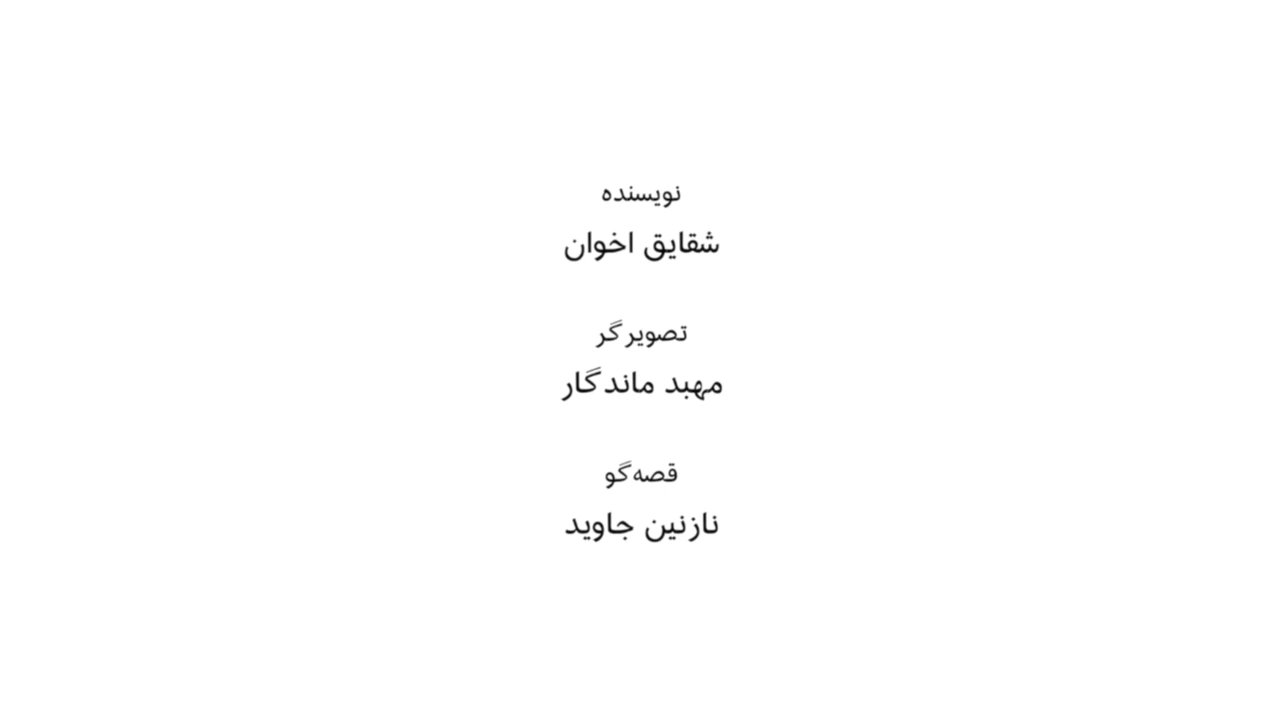 نویسنده
شقایق اخوان
تصویرگر
مهبد ماندگار
قصه‌گو
نازنین جاوید